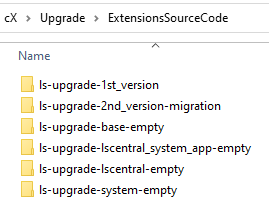 cX > Upgrade > ExtensionsSourceCode
Name
ls-upgrade-1st_version
ls-upgrade-2nd_version-migration
ls-upgrade-base-empty
ls-upgrade-lscentral_system_app-empty
ls-upgrade-lscentral-empty
ls-upgrade-system-empty